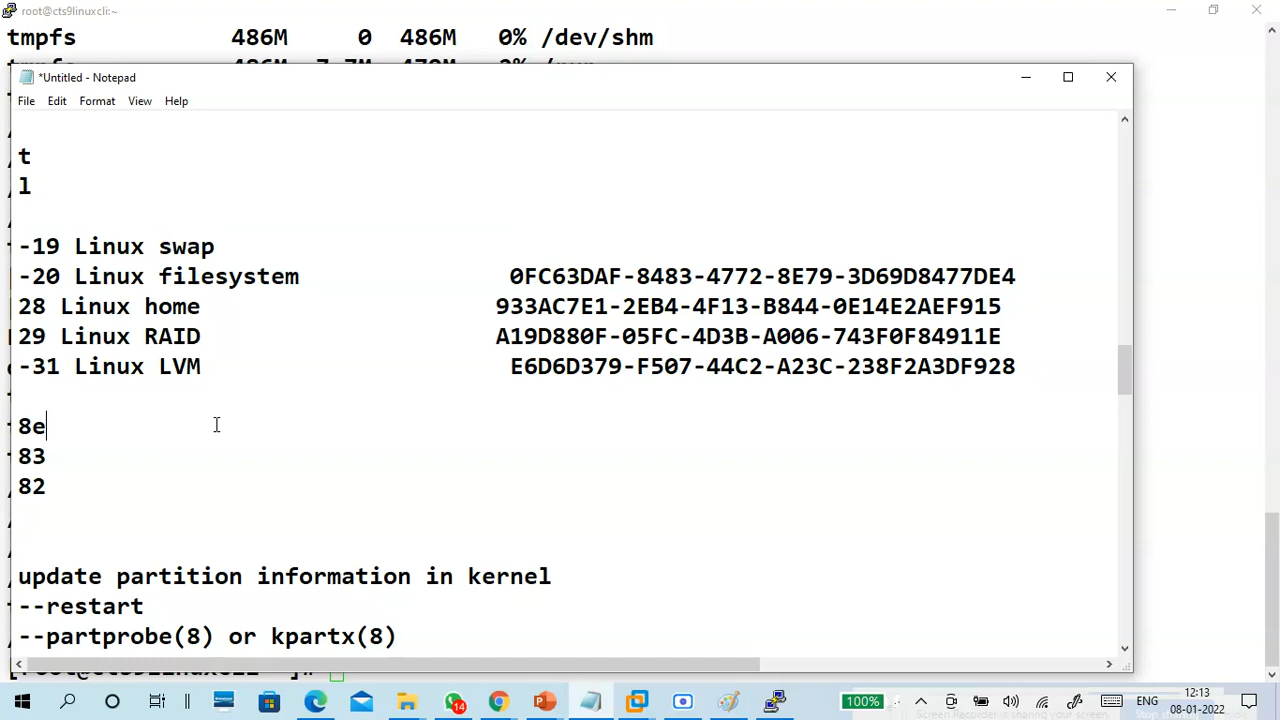 root@cts9linuxcli:~
tmpfs 486M 0 486M 0% /dev/shm
*Untitled - Notepad
File Edit Format View Help
t
l
-19 Linux swap
-20 Linux filesystem 0FC63DAF-8483-4772-8E79-3D69D8477DE4
28 Linux home 933AC7E1-2EB4-4F13-B844-0E14E2AEF915
29 Linux RAID A19D880F-05FC-4D3B-A006-743F0F84911E
-31 Linux LVM E6D6D379-F507-44C2-A23C-238F2A3DF928
8e
83
82
update partition information in kernel
--restart
--partprobe(8) or kpartx(8)
14
100%
ENG
12:13
08-01-2022